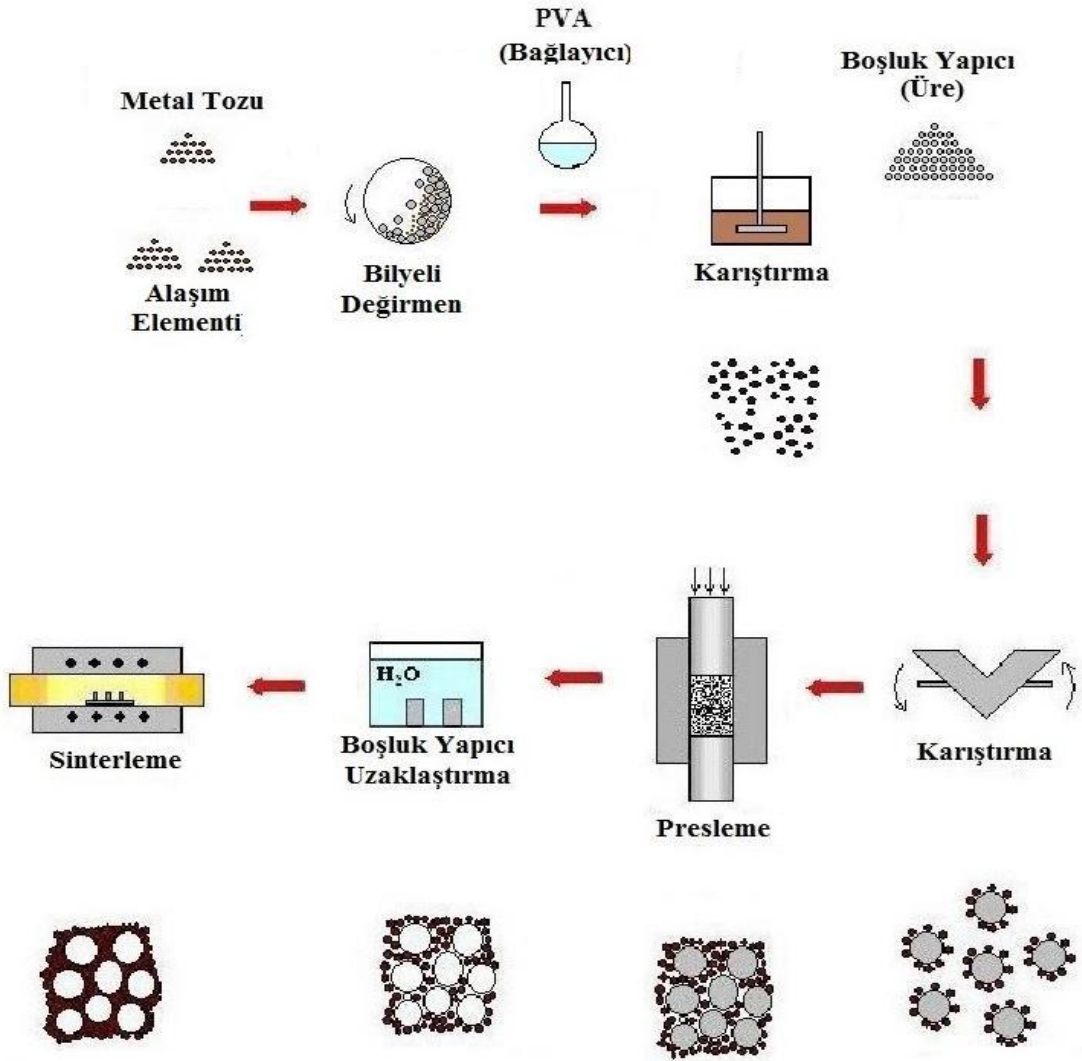 PVA
(Bağlayıcı)
Boşluk Yapıcı
(Üre)
Metal Tozu
Alaşım
Elementi
Bilyeli
Değirmen
Karıştırma
H₂O
Sinterleme
Boşluk Yapıcı
Uzaklaştırma
Presleme
Karıştırma